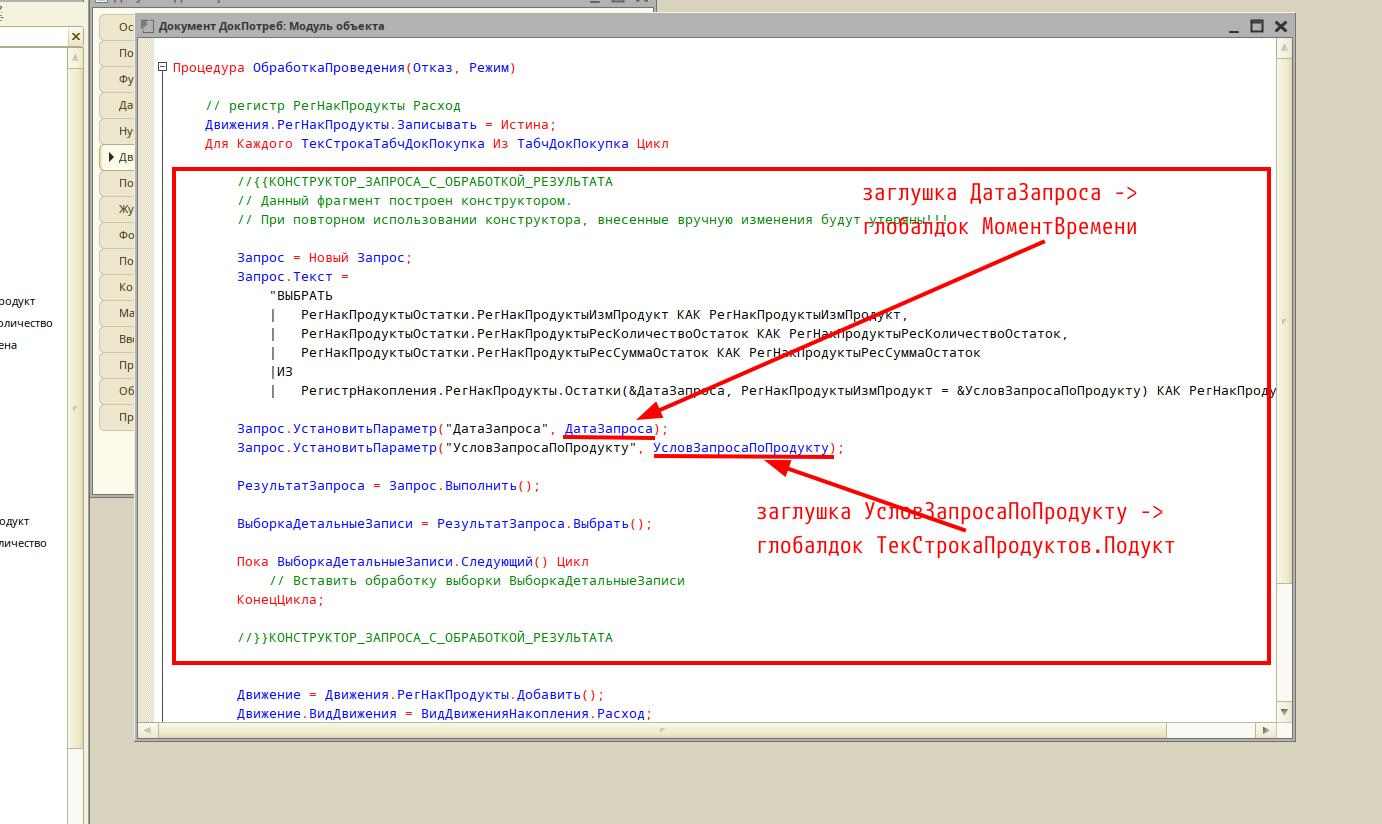 Документ ДокПотреб: Модуль объекта
Ос
По
Фу
Да
Ну
Дв
По
Жу
Фо
По
Ко
Ма
Вв
Пр
Об
Пр
родукт
оличество
ена
одукт
личество
Процедура ОбработкаПроведения(Отказ, Режим)
// регистр РегНакПродукты Расход
Движения.РегНакПродукты.Записывать = Истина;
Для Каждого ТекСтрокаТабчДокПокупка Из ТабчДокПокупка Цикл
//{{КОНСТРУКТОР_ЗАПРОСА_С_ОБРАБОТКОЙ_РЕЗУЛЬТАТА
// Данный фрагмент построен конструктором.
// При повторном использовании конструктора, внесенные вручную изменения будут утеряны!!!
заглушка ДатаЗапроса ->
глобалдок МоментВремени
Запрос = Новый Запрос;
Запрос.Текст =
"ВЫБРАТЬ
|   РегНакПродуктыОстатки.РегНакПродуктыИзмПродукт КАК РегНакПродуктыИзмПродукт,
|   РегНакПродуктыОстатки.РегНакПродуктыРесКоличествоОстаток КАК РегНакПродуктыРесКоличествоОстаток,
|   РегНакПродуктыОстатки.РегНакПродуктыРесСуммаОстаток КАК РегНакПродуктыРесСуммаОстаток
|ИЗ
|   РегистрНакопления.РегНакПродукты.Остатки(&ДатаЗапроса, РегНакПродуктыИзмПродукт = &УсловЗапросаПоПродукту) КАК РегНакПроду
Запрос.УстановитьПараметр("ДатаЗапроса", ДатаЗапроса);
Запрос.УстановитьПараметр("УсловЗапросаПоПродукту", УсловЗапросаПоПродукту);
РезультатЗапроса = Запрос.Выполнить();
ВыборкаДетальныеЗаписи = РезультатЗапроса.Выбрать();
заглушка УсловЗапросаПоПродукту ->
глобалдок ТекСтрокаПродуктов.Подукт
Пока ВыборкаДетальныеЗаписи.Следующий() Цикл
// Вставить обработку выборки ВыборкаДетальныеЗаписи
КонецЦикла;
//}}КОНСТРУКТОР_ЗАПРОСА_С_ОБРАБОТКОЙ_РЕЗУЛЬТАТА
Движение = Движения.РегНакПродукты.Добавить();
Движение.ВидДвижения = ВидДвиженияНакопления.Расход;